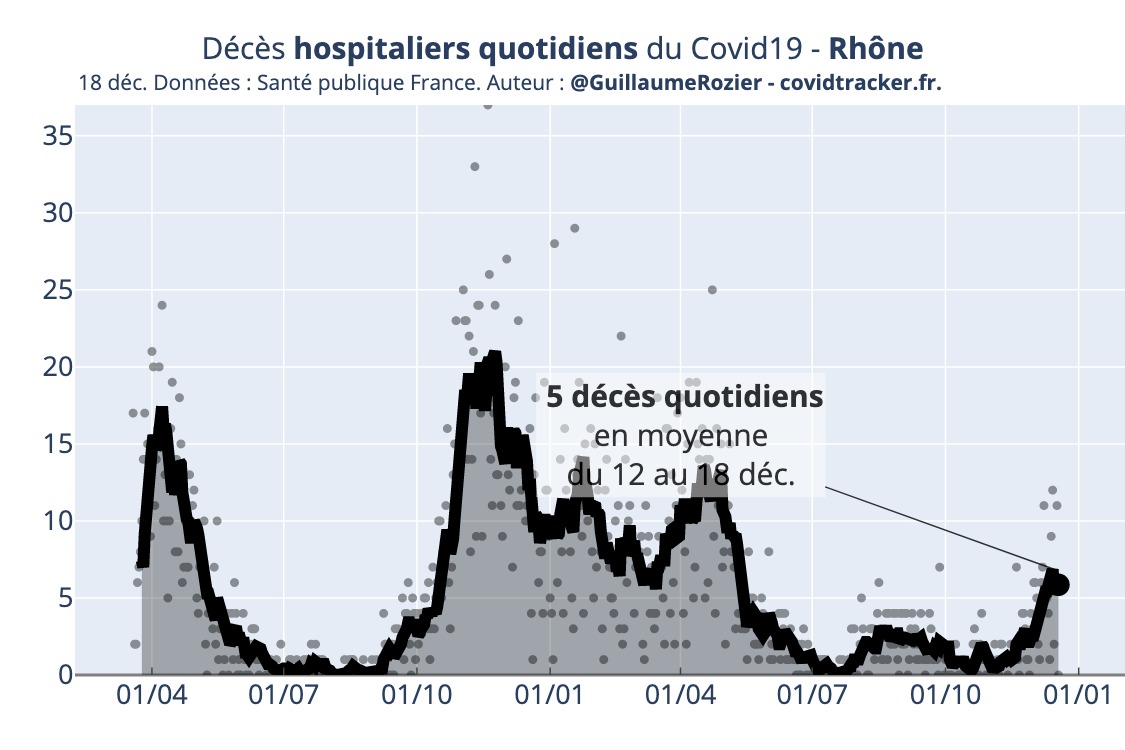 Décès hospitaliers quotidiens du Covid19 - Rhône
18 déc. Données : Santé publique France. Auteur : @GuillaumeRozier - covidtracker.fr.
35
30
25
20
15
10
5
0
5 décès quotidiens
en moyenne
du 12 au 18 déc.
01/04 01/07 01/10 01/01 01/04 01/07 01/10 01/01